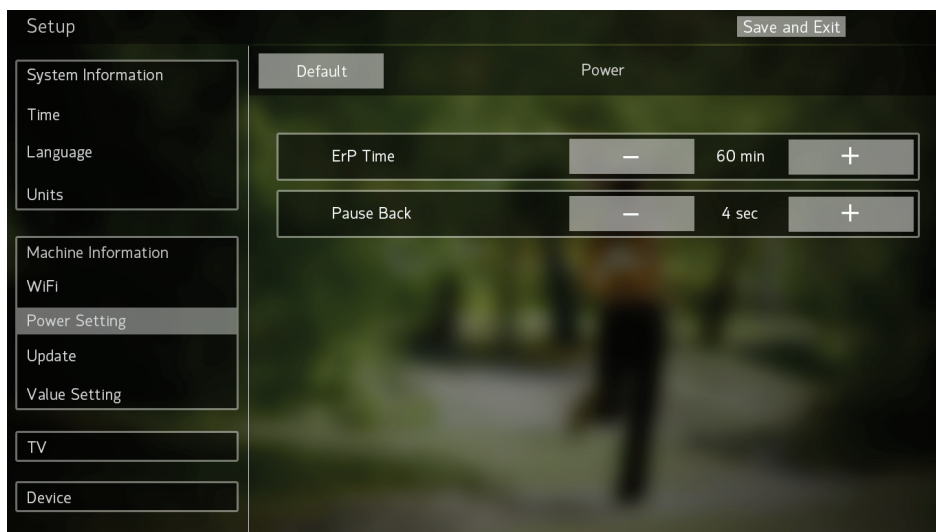 Setup
Save and Exit
System Information
Time
Language
Units
Machine Information
WiFi
Power Setting
Update
Value Setting
TV
Device
Default
Power
ErP Time − 60 min +
Pause Back − 4 sec +